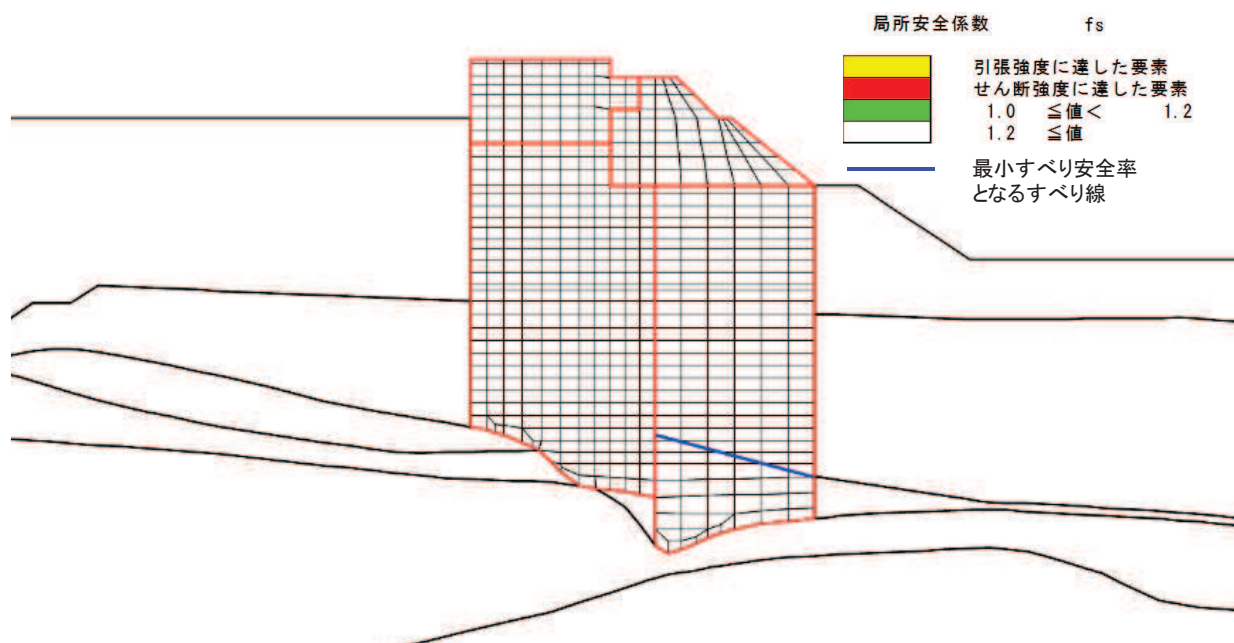 局所安全係数 fs
引張強度に達した要素
せん断強度に達した要素
1.0 ≦値< 1.2
1.2 ≦値
最小すべり安全率
となるすべり線